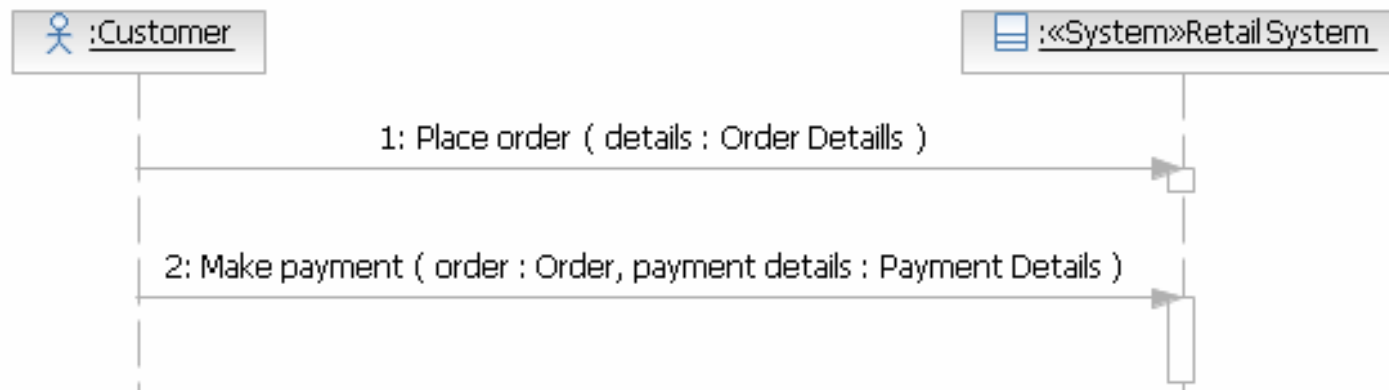 :Customer
:«System»Retail System
1: Place order ( details : Order Detaills )
2: Make payment ( order : Order, payment details : Payment Details )